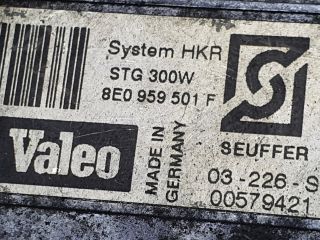 System HKR
STG 300W
8E0 959 501 F
SEUFFER
Valeo
MADE IN
GERMANY
03-226-S
00579421